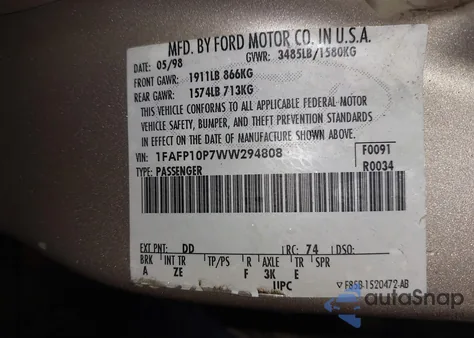 MFD. BY FORD MOTOR CO. IN U.S.A.
DATE: 05/98 GVWR: 3485LB/1580KG
FRONT GAWR: 1911LB 866KG
REAR GAWR: 1574LB 713KG
THIS VEHICLE CONFORMS TO ALL APPLICABLE FEDERAL MOTOR
VEHICLE SAFETY, BUMPER, AND THEFT PREVENTION STANDARDS
IN EFFECT ON THE DATE OF MANUFACTURE SHOWN ABOVE.
VIN: 1FAFP10P7WW294808 F0091
TYPE: PASSENGER R0034
EXT PNT: DD RC: 74 DSO:
BRK INT TR TP/PS R AXLE TR SPR
A ZE F 3K E
UPC F85B-1520472-AB
autoSnap